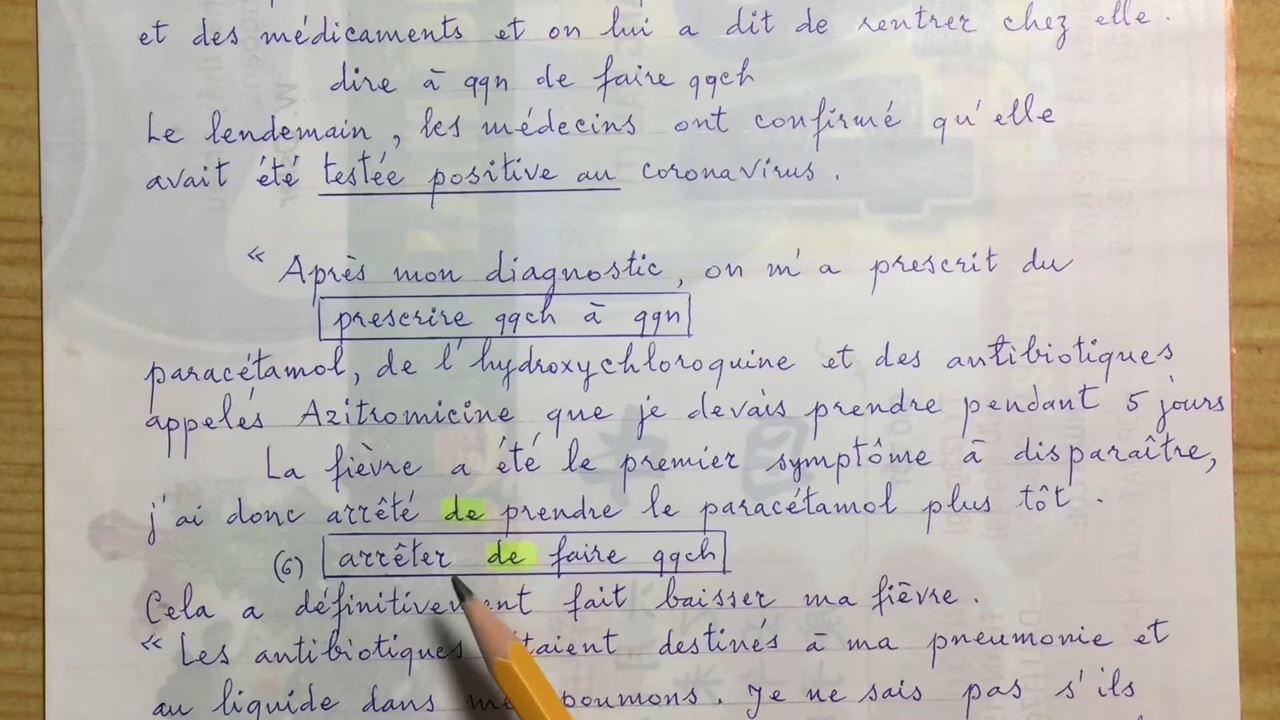 et des médicaments et on lui a dit de rentrer chez elle.
dire à qqn de faire qqch
Le lendemain, les médecins ont confirmé qu'elle
avait été testée positive au coronavirus.
« Après mon diagnostic, on m'a prescrit du
prescrire qqch à qqn
paracétamol, de l'hydroxychloroquine et des antibiotiques
appelés Azitromicine que je devais prendre pendant 5 jours
La fièvre a été le premier symptôme à disparaître,
j'ai donc arrêté de prendre le paracétamol plus tôt.
(6) arrêter de faire qqch
Cela a définitivement fait baisser ma fièvre.
« Les antibiotiques étaient destinés à ma pneumonie et
au liquide dans mes poumons. Je ne sais pas s'ils